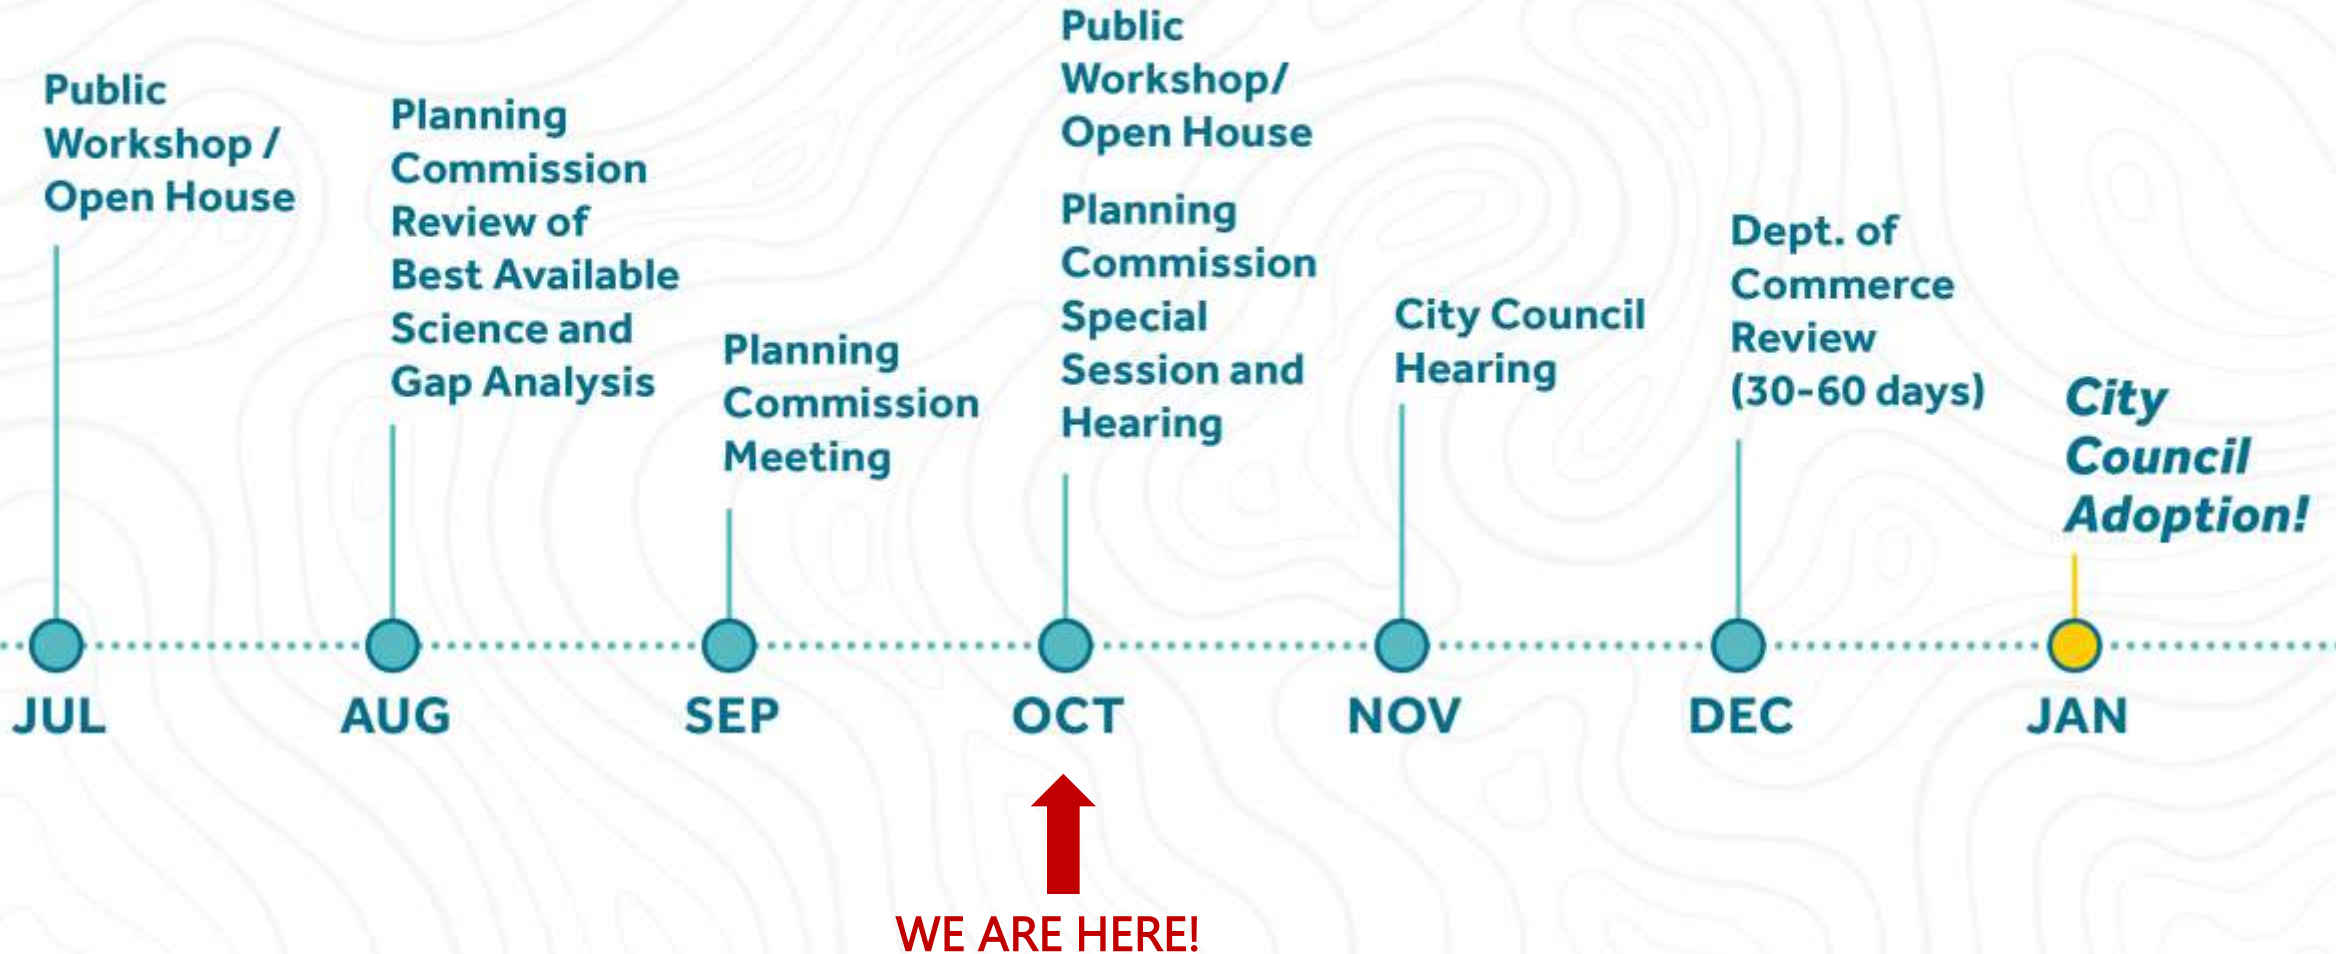 Public
Workshop /
Open House
Planning
Commission
Review of
Best Available
Science and
Gap Analysis
Planning
Commission
Meeting
Public
Workshop/
Open House
Planning
Commission
Special
Session and
Hearing
City Council
Hearing
Dept. of
Commerce
Review
(30-60 days)
City
Council
Adoption!
JUL
AUG
SEP
OCT
NOV
DEC
JAN
WE ARE HERE!